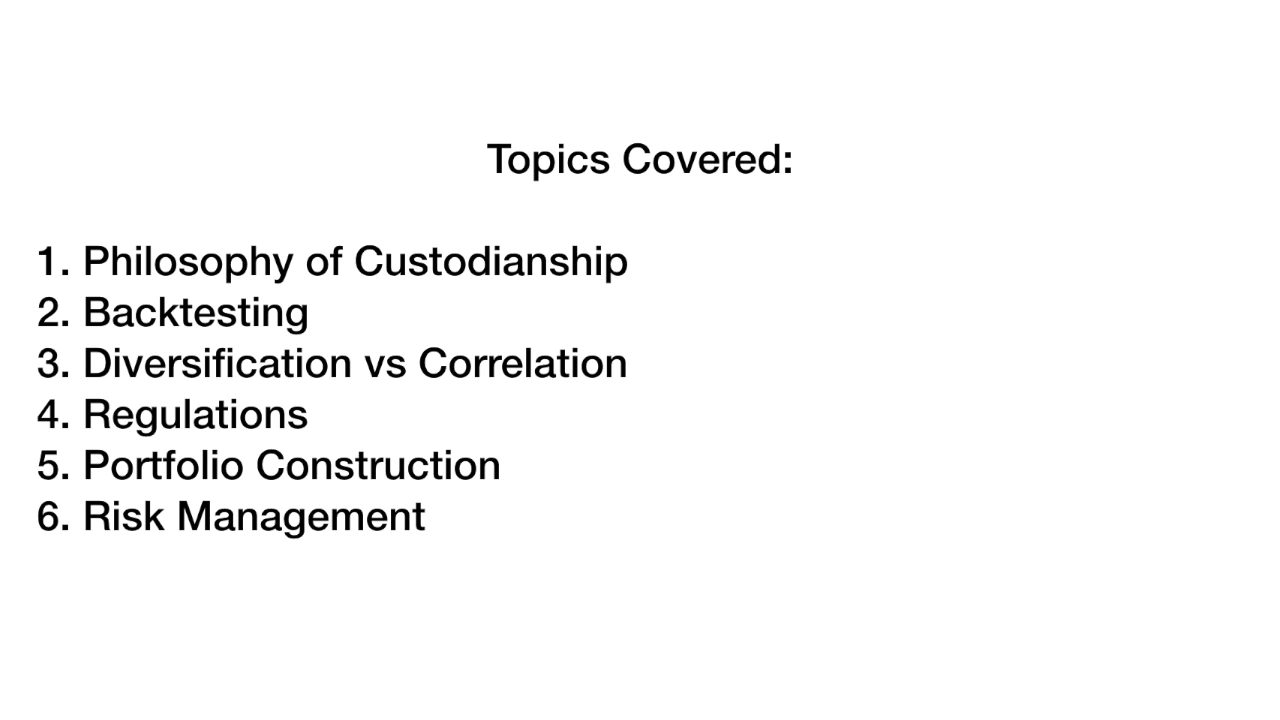 Topics Covered:
1. Philosophy of Custodianship
2. Backtesting
3. Diversification vs Correlation
4. Regulations
5. Portfolio Construction
6. Risk Management